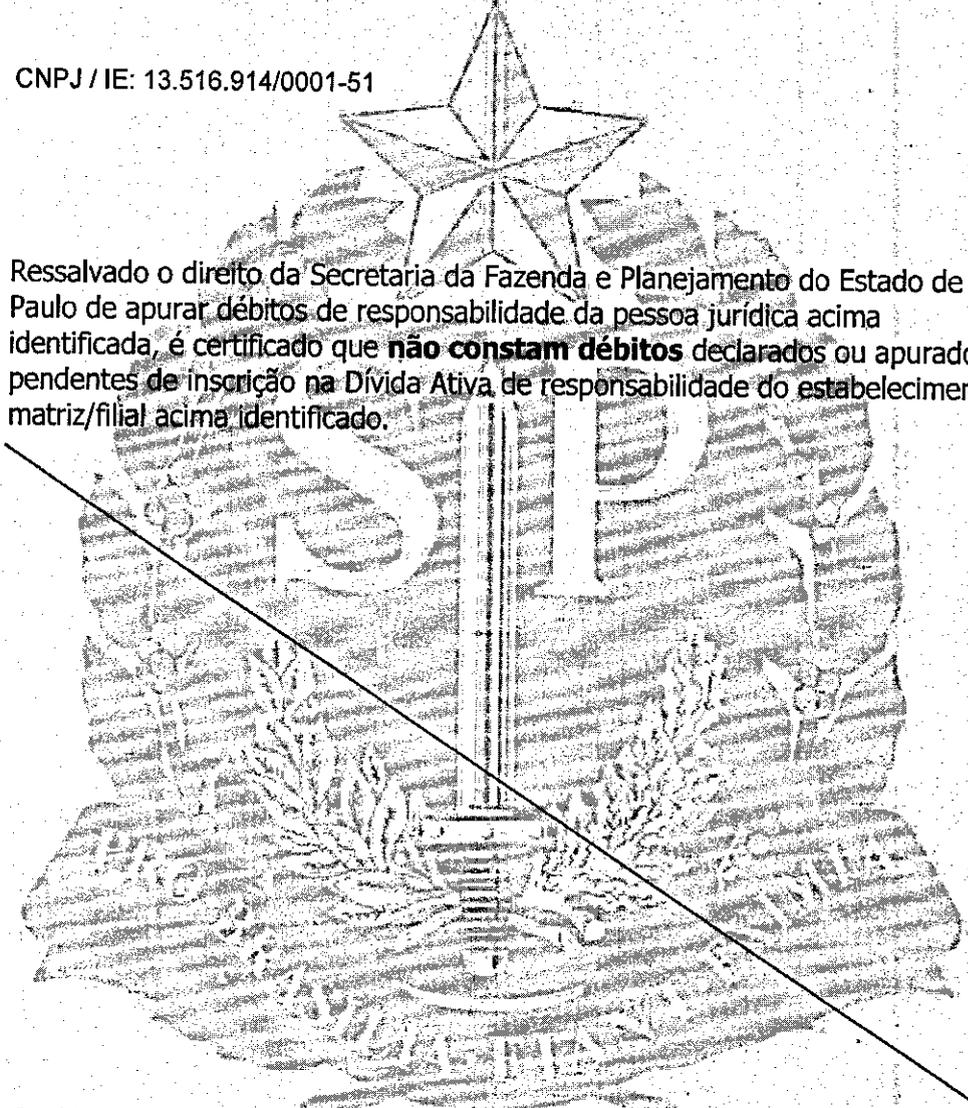 CNPJ / IE: 13.516.914/0001-51
Ressalvado o direito da Secretaria da Fazenda e Planejamento do Estado de
Paulo de apurar débitos de responsabilidade da pessoa jurídica acima
identificada, é certificado que não constam débitos declarados ou apurado
pendentes de inscrição na Dívida Ativa de responsabilidade do estabelecimen
matriz/filial acima identificado.
SP